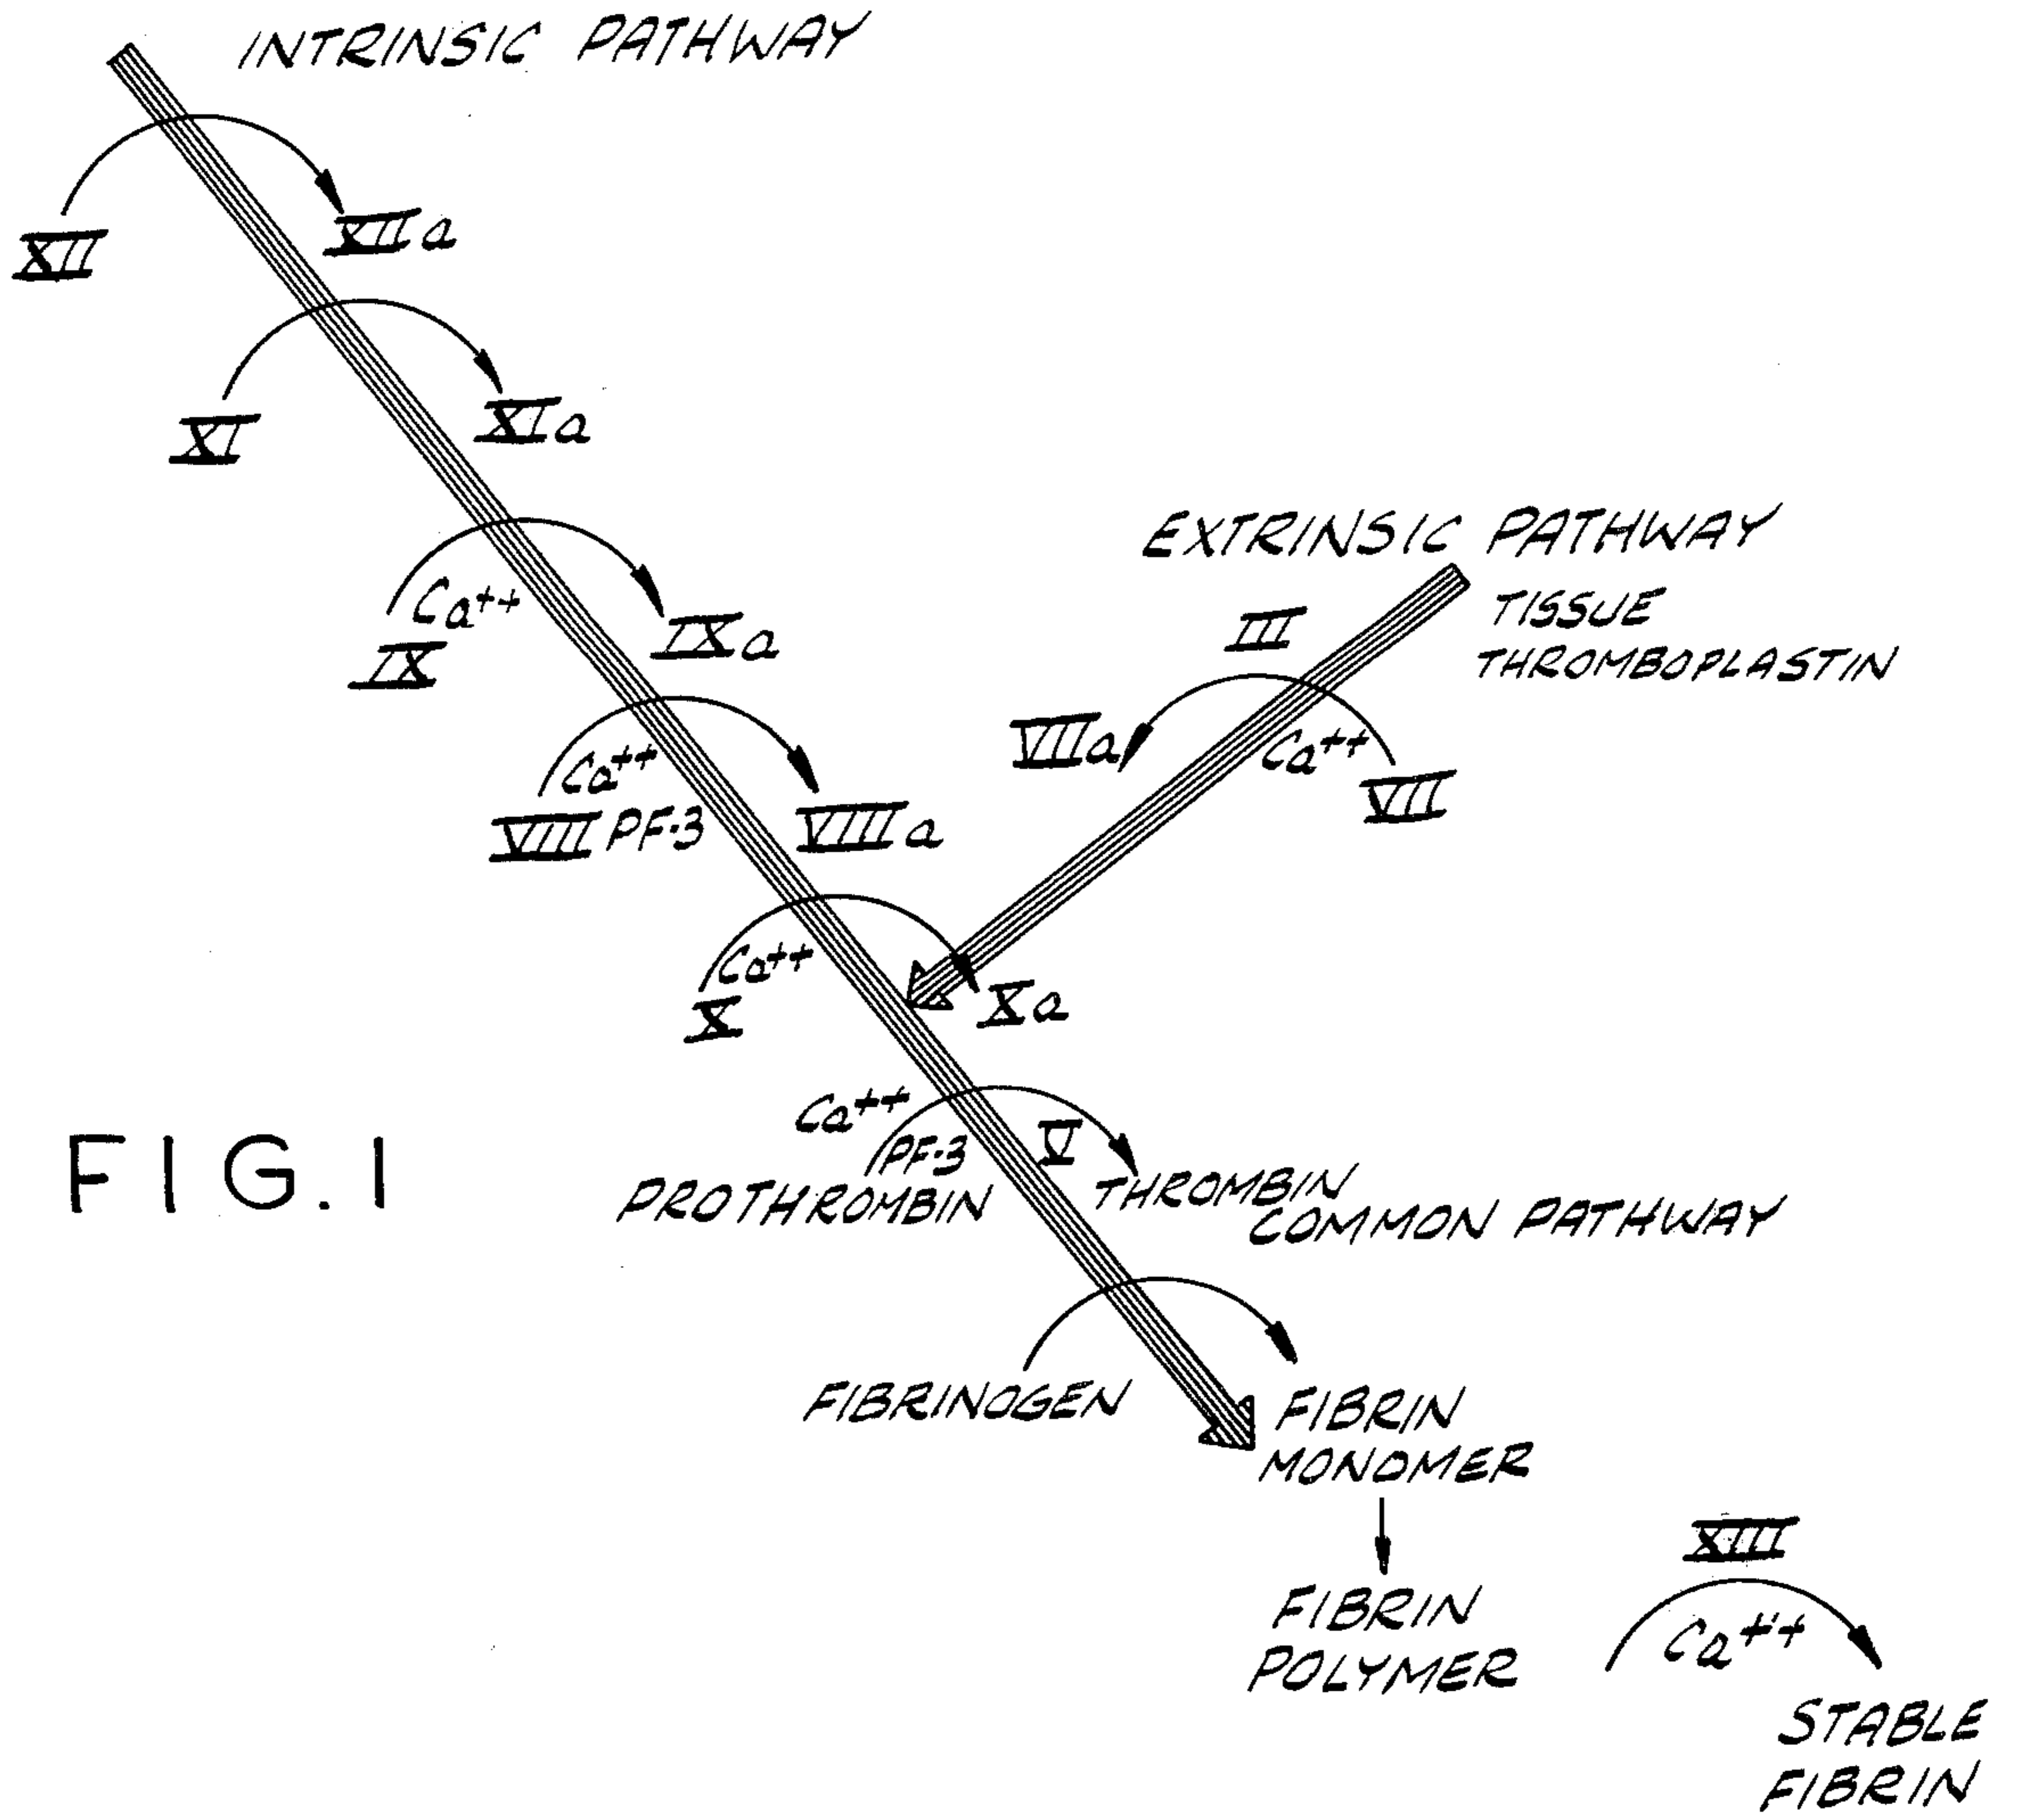 INTRINSIC PATHWAY
XII
XIIa
XI
XIa
Ca++
IX
IXa
EXTRINSIC PATHWAY
TISSUE
THROMBOPLASTIN
III
VIIa
Ca++
VII
Ca++
VIIII PF·3
VIIIIa
Ca++
X
Xa
Ca++
PF·3
V
PROTHROMBIN
THROMBIN
COMMON PATHWAY
FIG. 1
FIBRINOGEN
FIBRIN
MONOMER
FIBRIN
POLYMER
XIII
Ca++
STABLE
FIBRIN